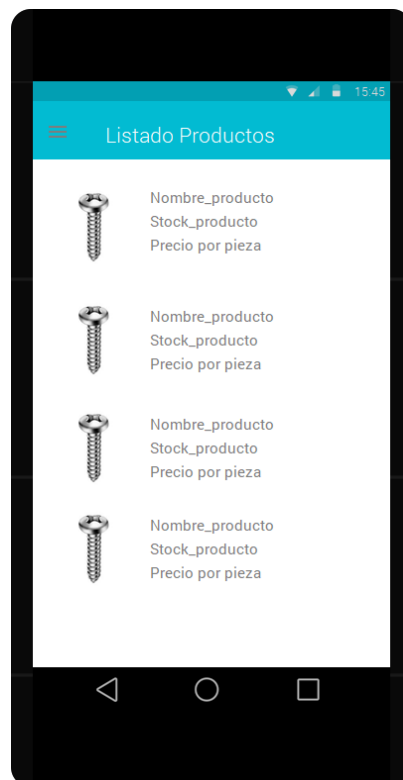 15:45
Listado Productos
Nombre_producto
Stock_producto
Precio por pieza
Nombre_producto
Stock_producto
Precio por pieza
Nombre_producto
Stock_producto
Precio por pieza
Nombre_producto
Stock_producto
Precio por pieza